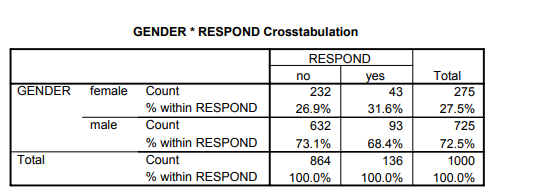 GENDER * RESPOND Crosstabulation
RESPOND
no yes Total
GENDER female Count 232 43 275
% within RESPOND 26.9% 31.6% 27.5%
male Count 632 93 725
% within RESPOND 73.1% 68.4% 72.5%
Total Count 864 136 1000
% within RESPOND 100.0% 100.0% 100.0%